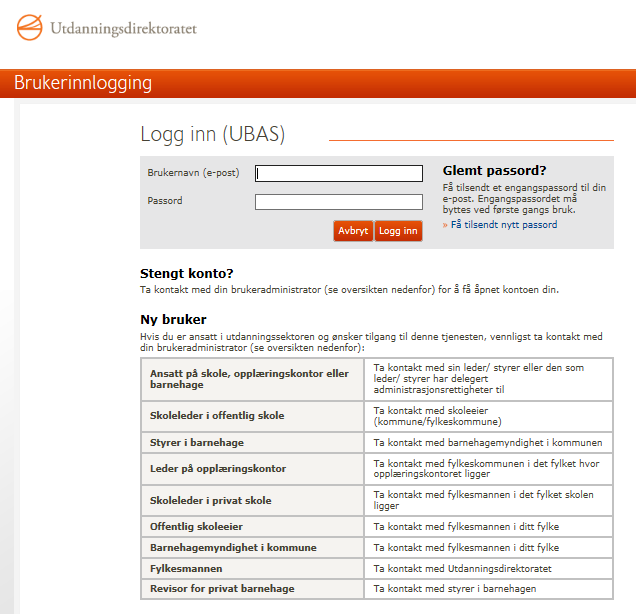 Utdanningsdirektoratet
Brukerinnlogging
Logg inn (UBAS)
Brukernavn (e-post)
Passord
Avbryt
Logg inn
Glemt passord?
Få tilsendt et engangspassord til din
e-post. Engangspassordet må
byttes ved første gangs bruk.
» Få tilsendt nytt passord
Stengt konto?
Ta kontakt med din brukeradministrator (se oversikten nedenfor) for å få åpnet kontoen din.
Ny bruker
Hvis du er ansatt i utdanningssektoren og ønsker tilgang til denne tjenesten, vennligst ta kontakt med
din brukeradministrator (se oversikten nedenfor):
Ansatt på skole, opplæringskontor eller
barnehage
Ta kontakt med sin leder/ styrer eller den som
leder/ styrer har delegert
administrasjonsrettigheter til
Skoleleder i offentlig skole
Ta kontakt med skoleeier
(kommune/fylkeskommune)
Styrer i barnehage
Ta kontakt med barnehagemyndighet i kommunen
Leder på opplæringskontor
Ta kontakt med fylkeskommunen i det fylket hvor
opplæringskontoret ligger
Skoleleder i privat skole
Ta kontakt med fylkesmannen i det fylket skolen
ligger
Offentlig skoleeier
Ta kontakt med fylkesmannen i ditt fylke
Barnehagemyndighet i kommune
Ta kontakt med fylkesmannen i ditt fylke
Fylkesmannen
Ta kontakt med Utdanningsdirektoratet
Revisor for privat barnehage
Ta kontakt med styrer i barnehagen